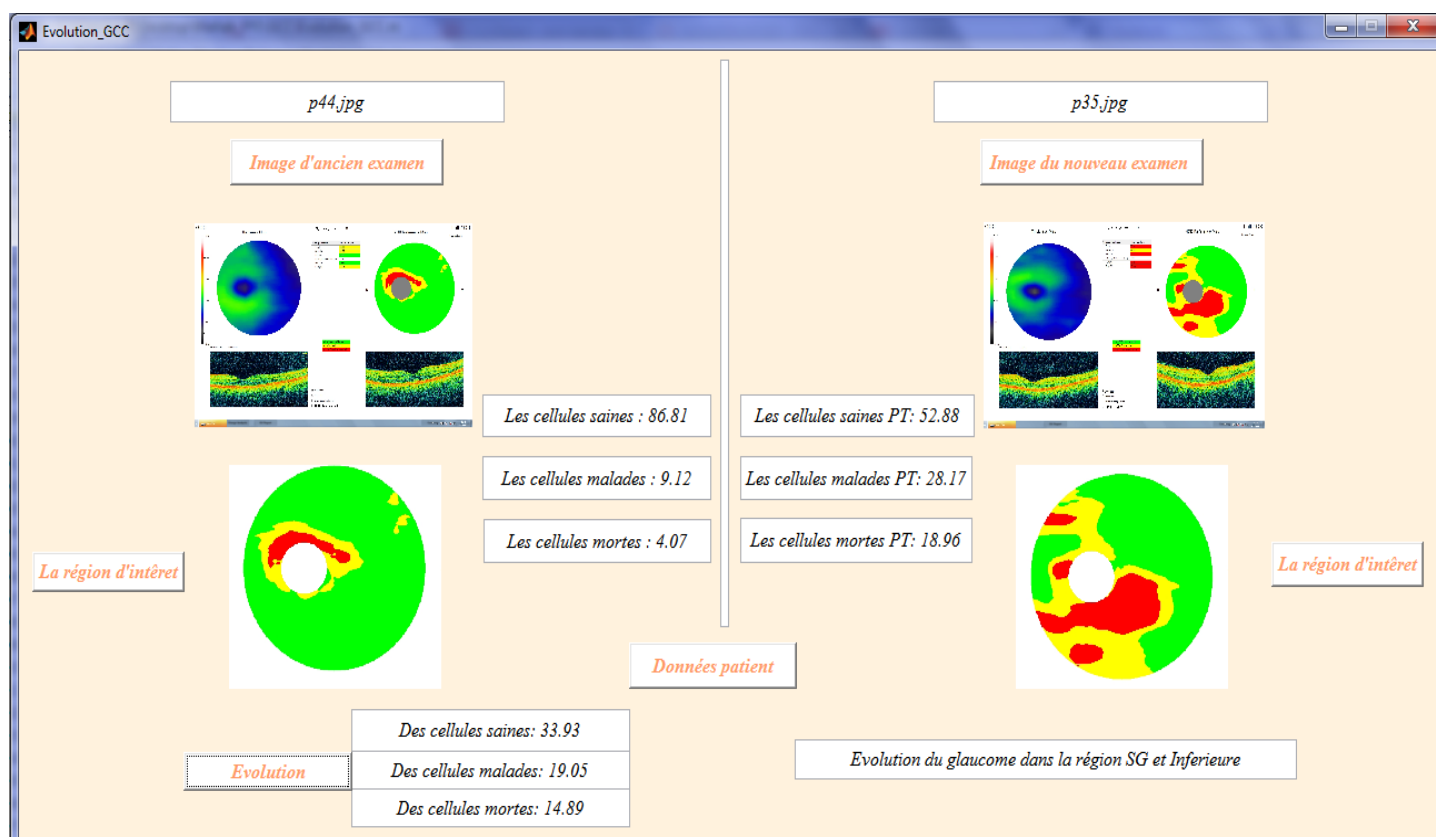 Evolution_GCC
p44.jpg
p35.jpg
Image d'ancien examen
Image du nouveau examen
Les cellules saines : 86.81
Les cellules saines PT: 52.88
Les cellules malades : 9.12
Les cellules malades PT: 28.17
Les cellules mortes : 4.07
Les cellules mortes PT: 18.96
La région d'intêret
La région d'intêret
Données patient
Des cellules saines: 33.93
Evolution
Des cellules malades: 19.05
Des cellules mortes: 14.89
Evolution du glaucome dans la région SG et Inferieure